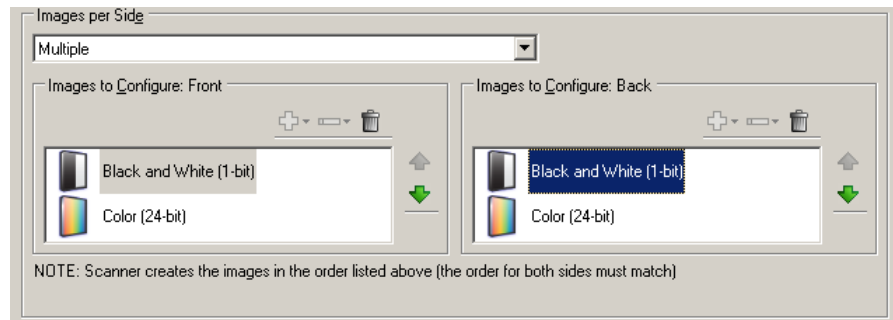 Images per Side
Multiple
Images to Configure: Front
Images to Configure: Back
Black and White (1-bit)
Color (24-bit)
Black and White (1-bit)
Color (24-bit)
NOTE: Scanner creates the images in the order listed above (the order for both sides must match)